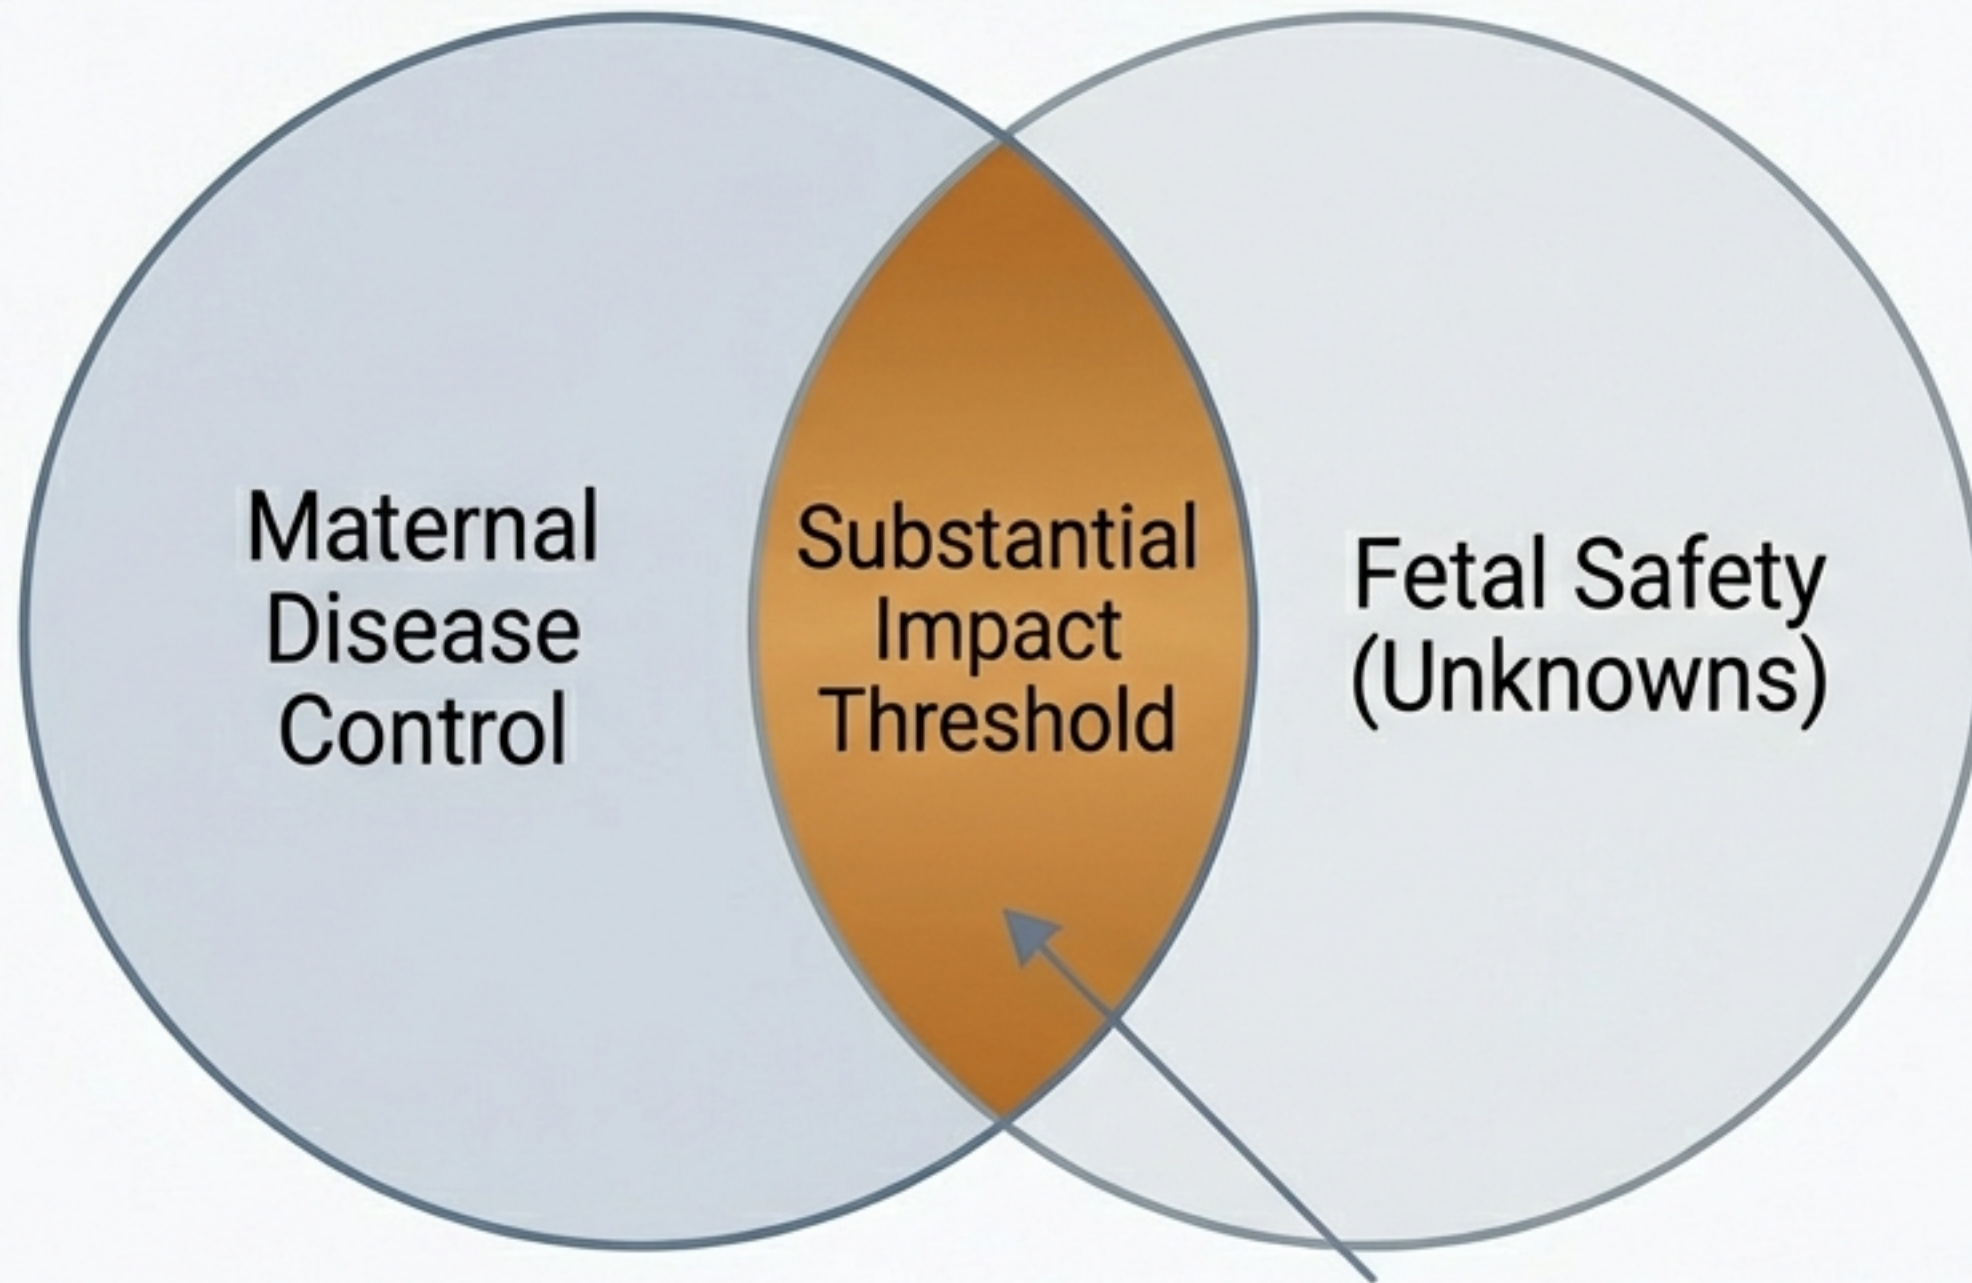 Maternal
Disease
Control
Substantial
Impact
Threshold
Fetal Safety
(Unknowns)